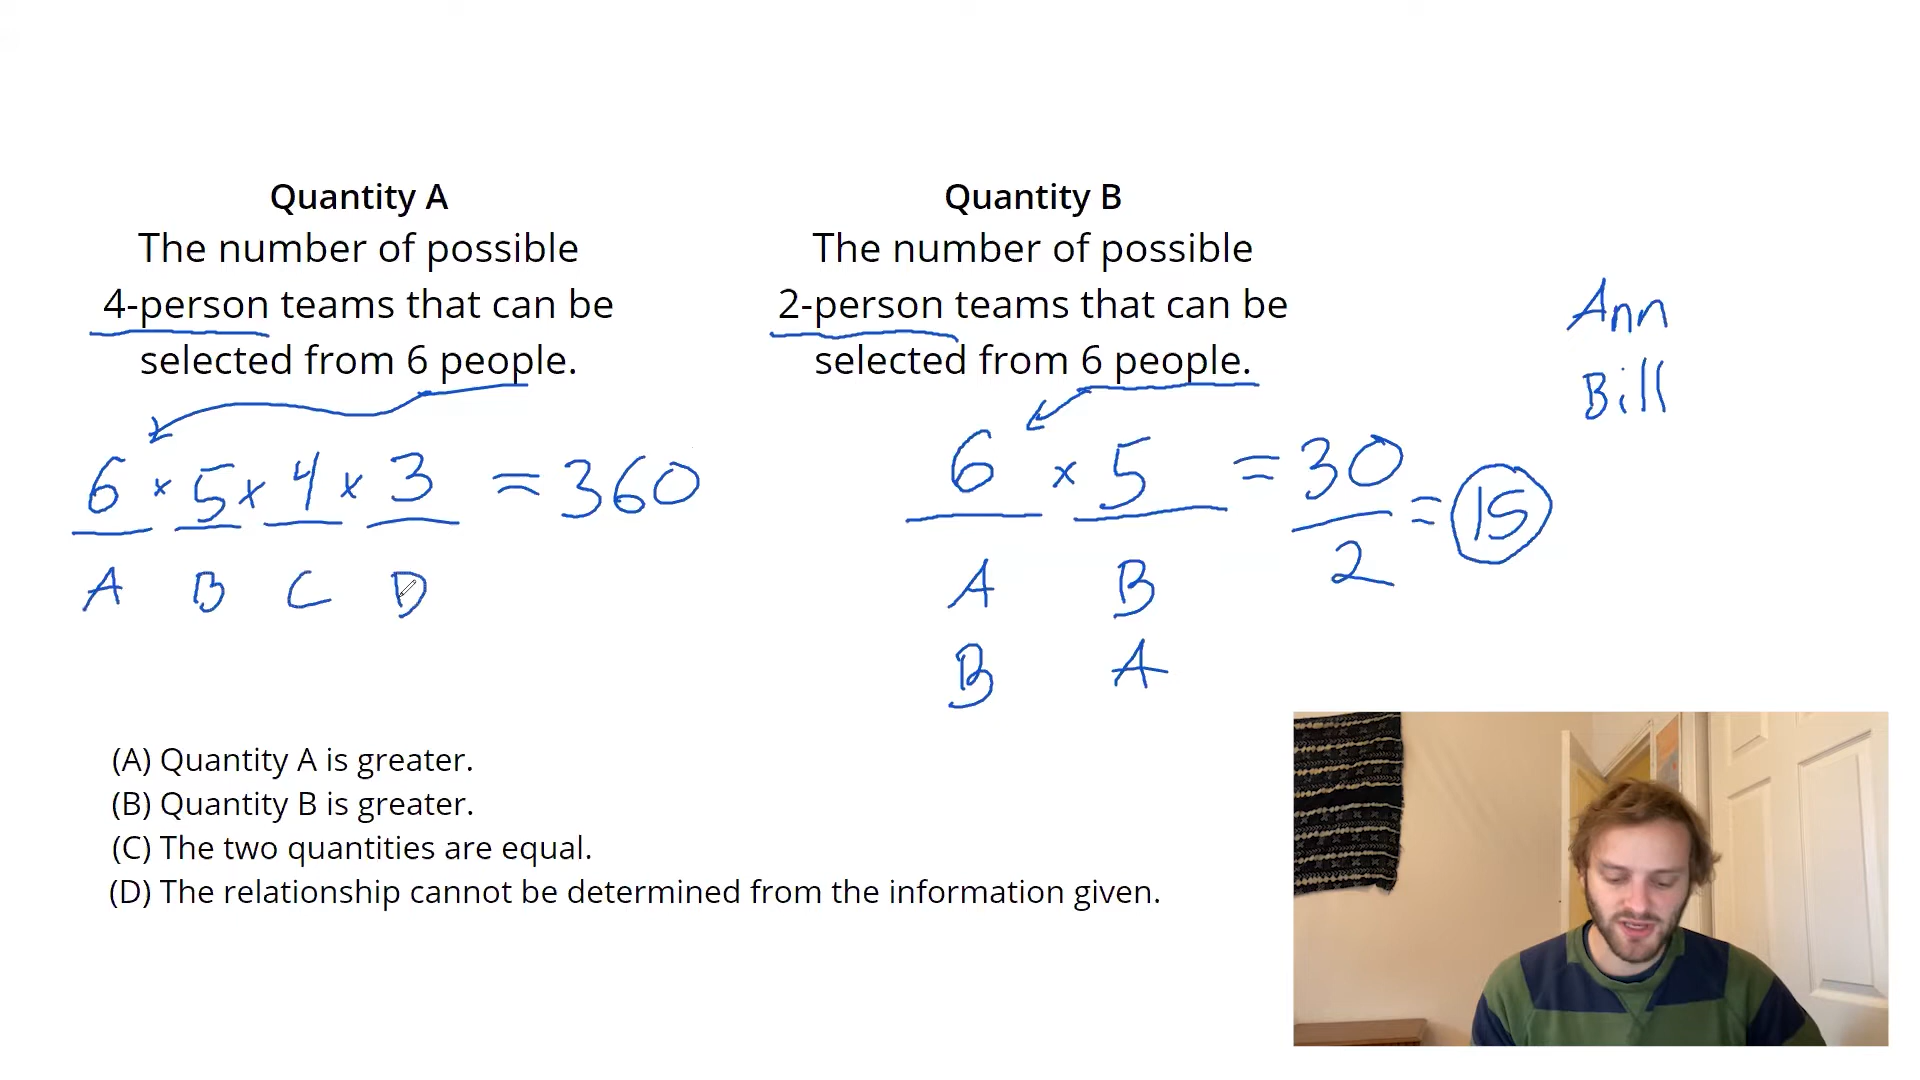 Quantity A
The number of possible
4-person teams that can be
selected from 6 people.
6 × 5 × 4 × 3 = 360
A B C D
Quantity B
The number of possible
2-person teams that can be
selected from 6 people.
6 × 5 = 30/2 = 15
A B
B A
Ann
Bill
(A) Quantity A is greater.
(B) Quantity B is greater.
(C) The two quantities are equal.
(D) The relationship cannot be determined from the information given.